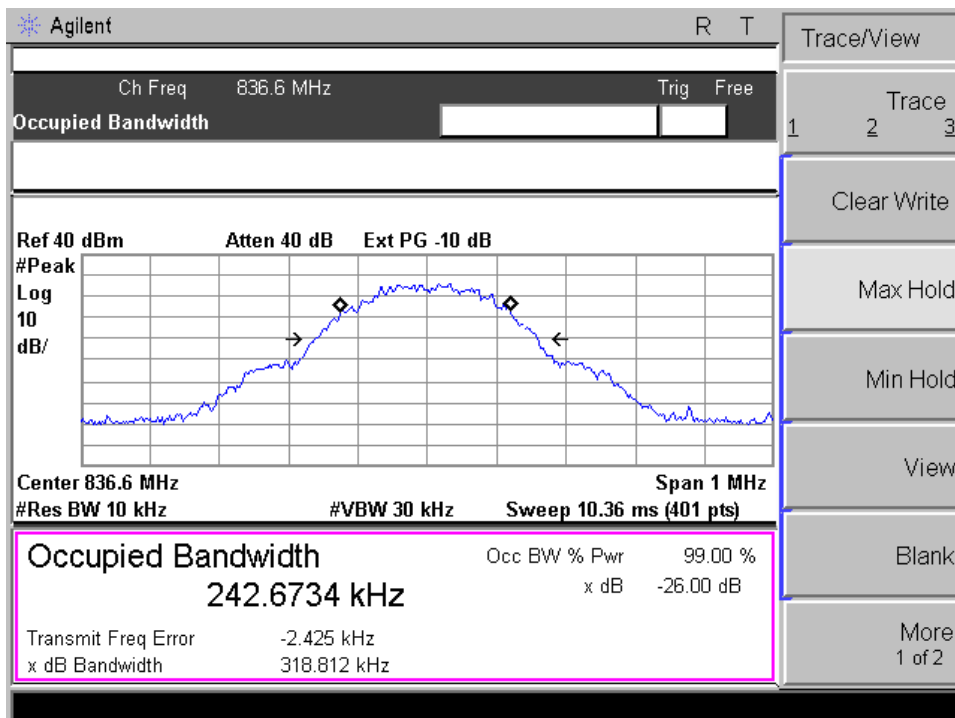 Agilent R T
Trace/View
Ch Freq 836.6 MHz Trig Free
Occupied Bandwidth
Trace
1 2 3
Clear Write
Ref 40 dBm Atten 40 dB Ext PG -10 dB
#Peak
Log
10
dB/
Max Hold
Min Hold
View
Center 836.6 MHz Span 1 MHz
#Res BW 10 kHz #VBW 30 kHz Sweep 10.36 ms (401 pts)
Occupied Bandwidth
242.6734 kHz
Occ BW % Pwr 99.00 %
x dB -26.00 dB
Transmit Freq Error -2.425 kHz
x dB Bandwidth 318.812 kHz
Blank
More
1 of 2